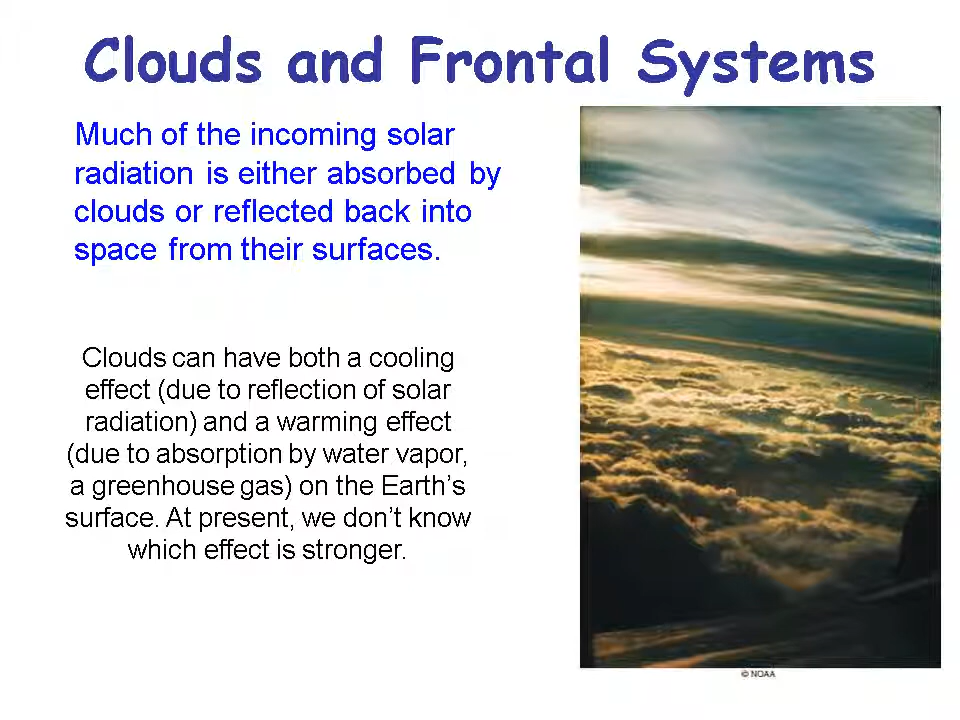 Clouds and Frontal Systems
Much of the incoming solar
radiation is either absorbed by
clouds or reflected back into
space from their surfaces.
Clouds can have both a cooling
effect (due to reflection of solar
radiation) and a warming effect
(due to absorption by water vapor,
a greenhouse gas) on the Earth’s
surface. At present, we don’t know
which effect is stronger.
© NOAA